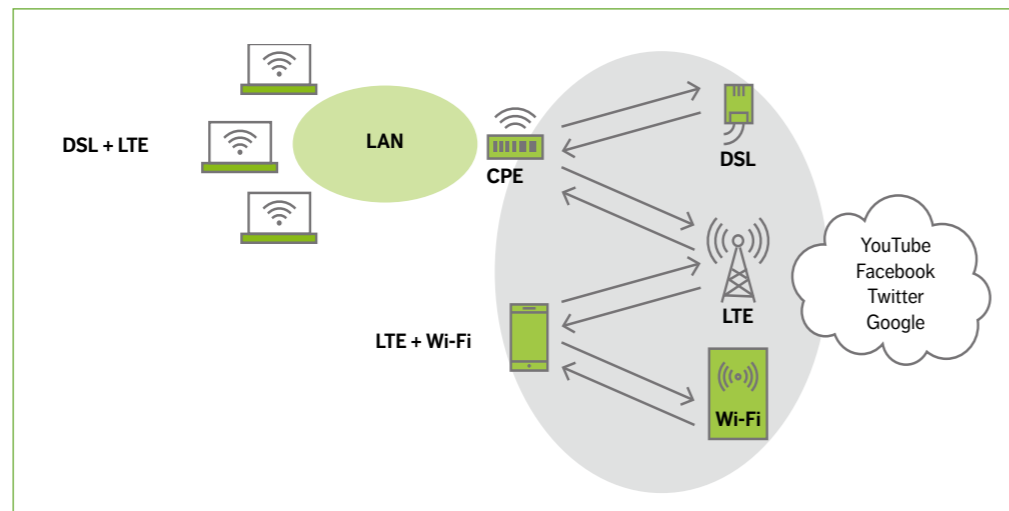 DSL + LTE
LAN
CPE
DSL
LTE + Wi-Fi
LTE
Wi-Fi
YouTube
Facebook
Twitter
Google